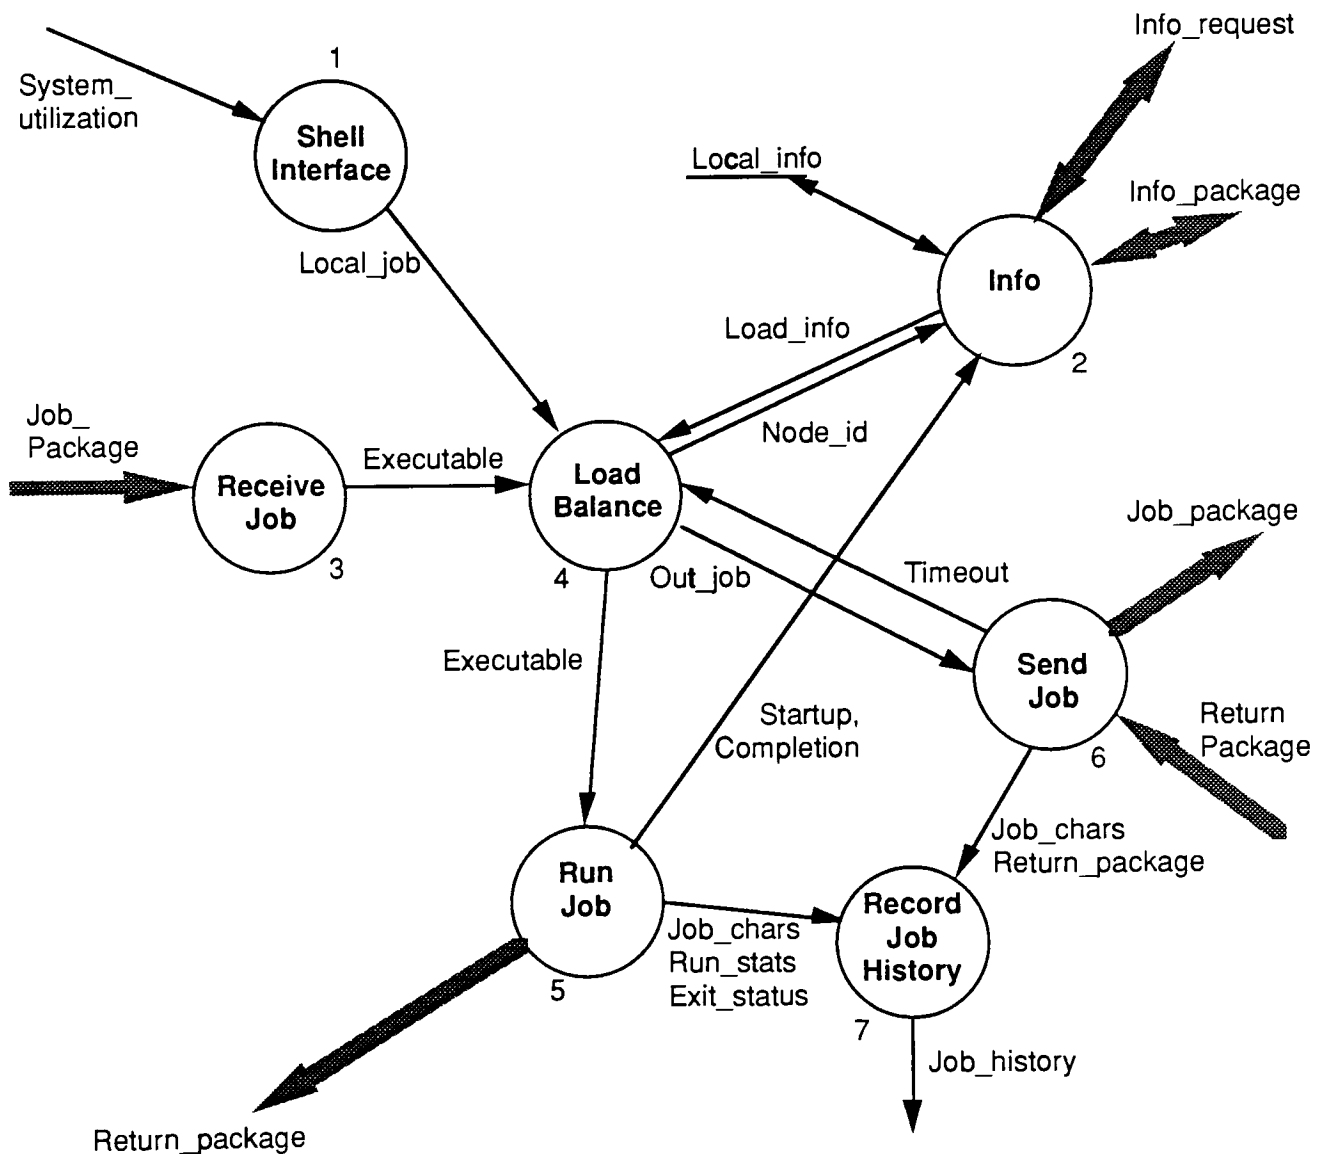 Info_request
1
System_
utilization
Shell
Interface
Local_info
Info_package
Local_job
Info
Load_info
2
Job_
Package
Node_id
Executable
Receive
Job
3
Load
Balance
4
Job_package
Out_job
Timeout
Executable
Send
Job
6
Startup,
Completion
Return
Package
Job_chars
Return_package
Run
Job
5
Job_chars
Run_stats
Exit_status
Record
Job
History
7
Job_history
Return_package